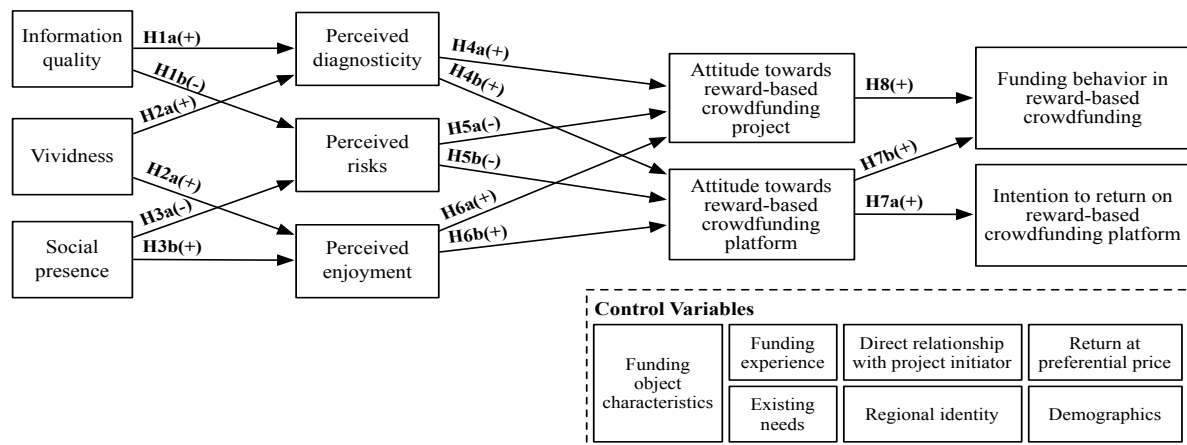 Information
quality
Vividness
Social
presence
H1a(+)
H1b(-)
H2a(+)
H2a(+)
H3a(-)
H3b(+)
Perceived
diagnosticity
Perceived
risks
Perceived
enjoyment
H4a(+)
H4b(+)
H5a(-)
H5b(-)
H6a(+)
H6b(+)
Attitude towards
reward-based
crowdfunding
project
Attitude towards
reward-based
crowdfunding
platform
H8(+)
H7b(+)
H7a(+)
Funding behavior in
reward-based
crowdfunding
Intention to return on
reward-based
crowdfunding platform
Control Variables
Funding
object
characteristics
Funding
experience
Direct relationship
with project initiator
Return at
preferential price
Existing
needs
Regional identity
Demographics